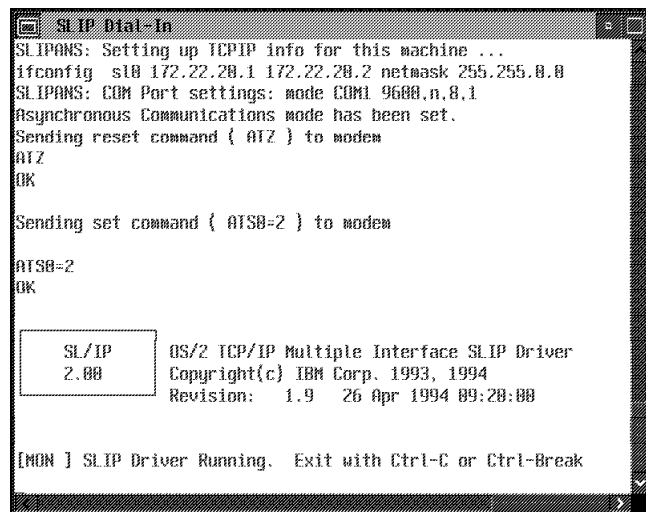 SLIP Dial-In
SLIPANS: Setting up TCPIP info for this machine ...
ifconfig  sl0 172.22.20.1 172.22.20.2 netmask 255.255.0.0
SLIPANS: COM Port settings: mode COM1 9600,n,8,1
Asynchronous Communications mode has been set.
Sending reset command ( ATZ ) to modem
ATZ
OK
Sending set command ( ATS0=2 ) to modem
ATS0=2
OK
SL/IP OS/2 TCP/IP Multiple Interface SLIP Driver
2.00 Copyright(c) IBM Corp. 1993, 1994
Revision:   1.9   26 Apr 1994 09:20:00
[MON ] SLIP Driver Running.  Exit with Ctrl-C or Ctrl-Break